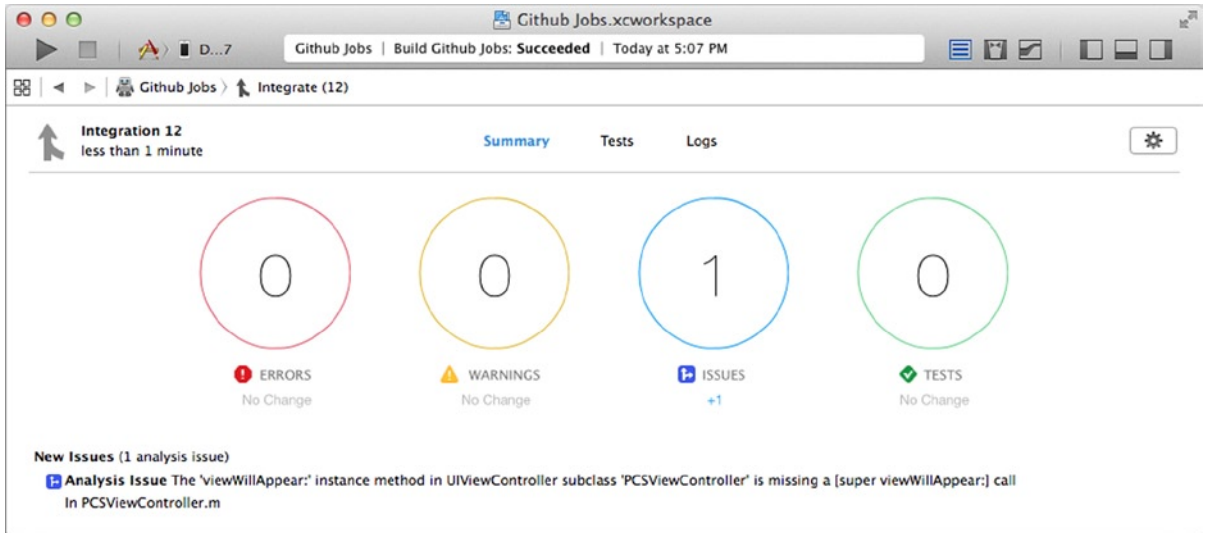 Github Jobs.xcworkspace
D...7
Github Jobs | Build Github Jobs: Succeeded | Today at 5:07 PM
Github Jobs
Integrate (12)
Integration 12
less than 1 minute
Summary
Tests
Logs
0
0
1
0
ERRORS
WARNINGS
ISSUES
TESTS
No Change
No Change
+1
No Change
New Issues (1 analysis issue)
Analysis Issue The 'viewWillAppear:' instance method in UIViewController subclass 'PCSViewController' is missing a [super viewWillAppear:] call
In PCSViewController.m